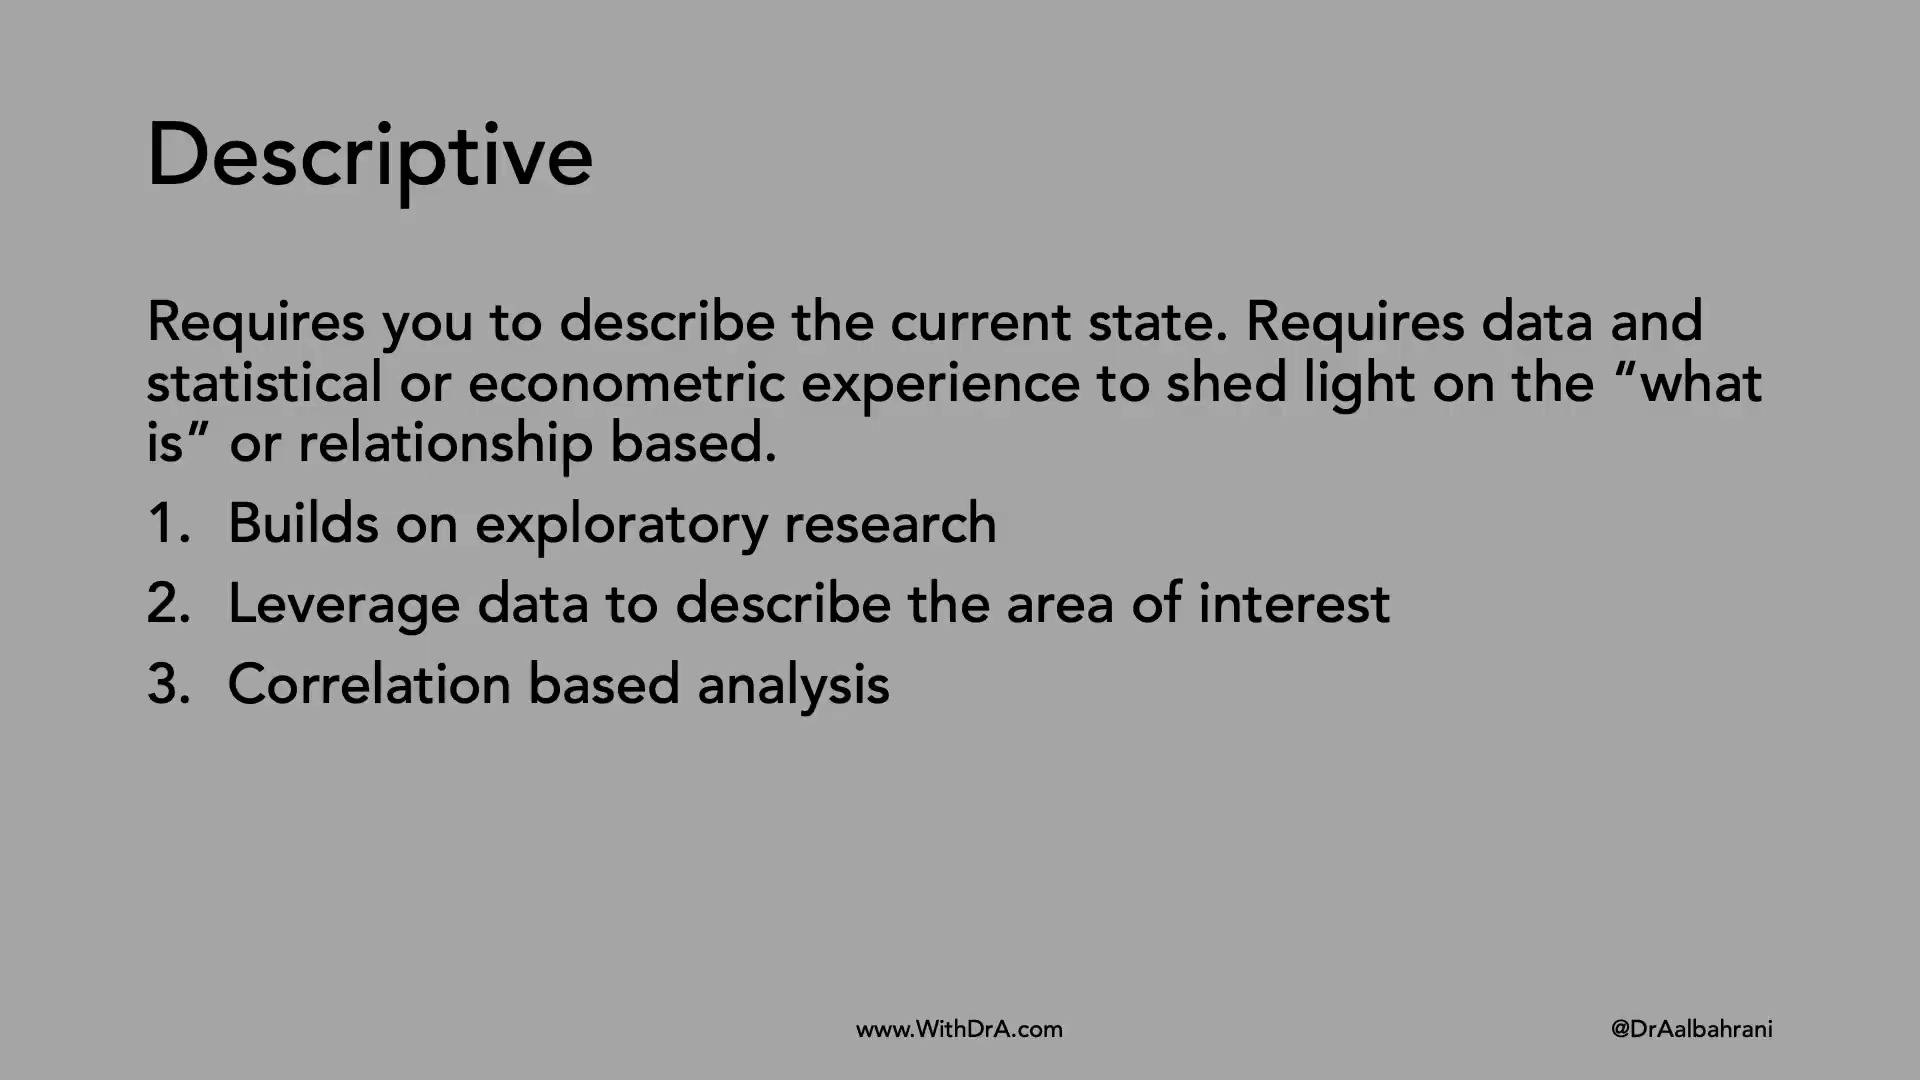 Descriptive
Requires you to describe the current state. Requires data and
statistical or econometric experience to shed light on the “what
is” or relationship based.
1. Builds on exploratory research
2. Leverage data to describe the area of interest
3. Correlation based analysis
www.WithDrA.com
@DrAalbahrani